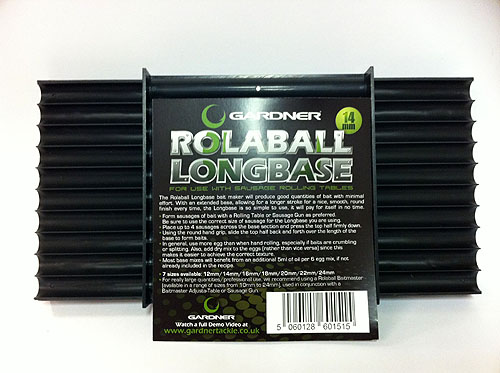 GARDNER
14
mm
ROLABALL
LONGBASE
FOR USE WITH SAUSAGE ROLLING TABLES
The Rolaball Longbase bait maker will produce good quantities of bait with minimal
effort. With an extended base, allowing for a longer stroke for a nice, smooth, round
finish every time, the Longbase is so simple to use, it will pay for itself in no time.
• Form sausages of bait with a Rolling Table or Sausage Gun as preferred.
Be sure to use the correct size of sausage for the Longbase you are using.
• Place up to 4 sausages across the base section and press the top half firmly down.
• Using the round hand grip, slide the top half back and forth over the length of the
base to form baits.
• In general, use more egg than when hand rolling, especially if baits are crumbling
or splitting. Also, add dry mix to the eggs (rather than vice versa) since this
makes it easier to achieve the correct texture.
• Most base mixes will benefit from an additional 5ml of oil per 6 egg mix, if not
already included in the recipe.
• 7 sizes available: 12mm/14mm/16mm/18mm/20mm/22mm/24mm
For really large quantities/professional use, we recommend using a Rolaball Baitmaster
(available in a range of sizes from 10mm to 24mm), used in conjunction with a
Baitmaster Adjusta-Table or Sausage Gun.
GARDNER
Watch a full Demo Video at
www.gardnertackle.co.uk
5 060128 601515